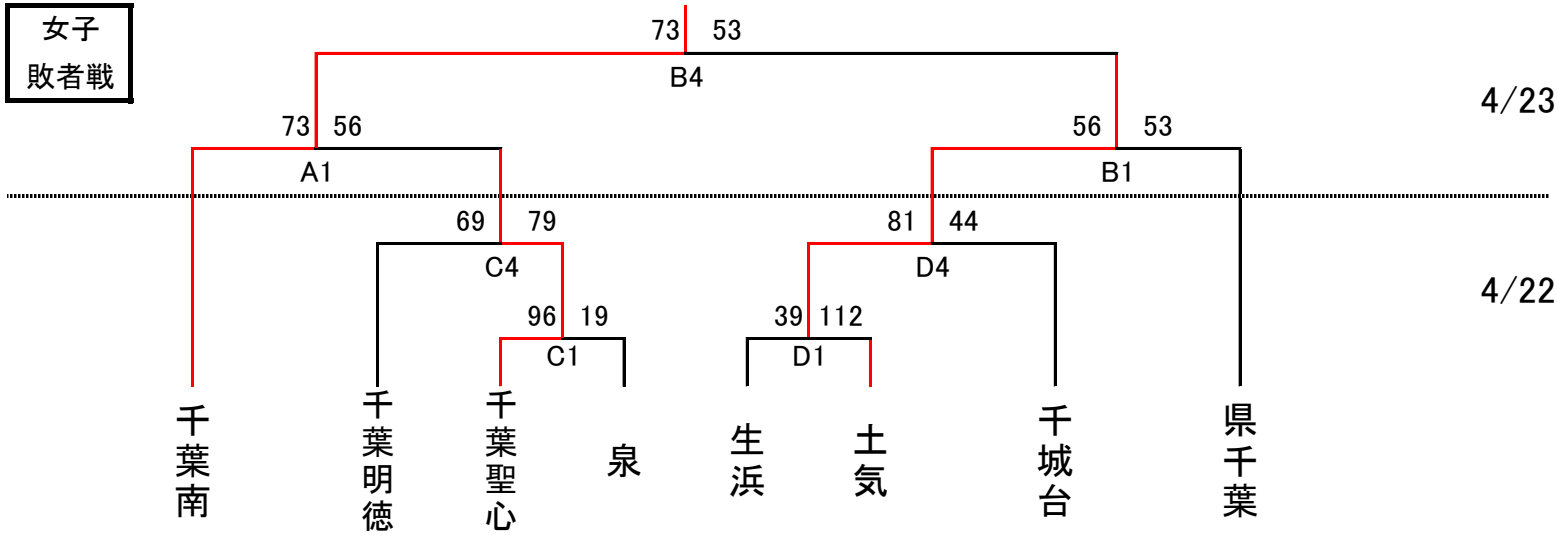 女子
敗者戦
73 53
B4
4/23
73 56
56 53
A1
B1
69 79
81 44
C4
D4
4/22
96 19
39 112
C1
D1
千葉南
千葉明徳
千葉聖心
泉
生浜
土気
千城台
県千葉